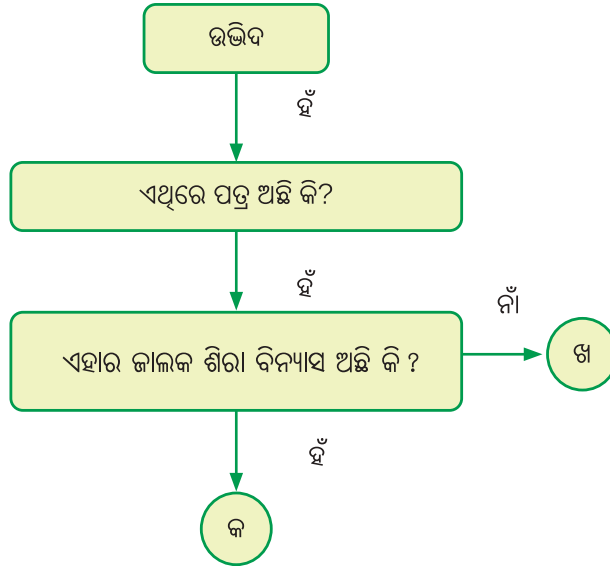 ଉଦ୍ଭିଦ
ହଁ
ଏଥିରେ ପତ୍ର ଅଛି କି?
ହଁ
ନାଁ
ଏହାର ଜାଲକ ଶିରା ବିନ୍ୟାସ ଅଛି କି ?
ଖ
ହଁ
କ